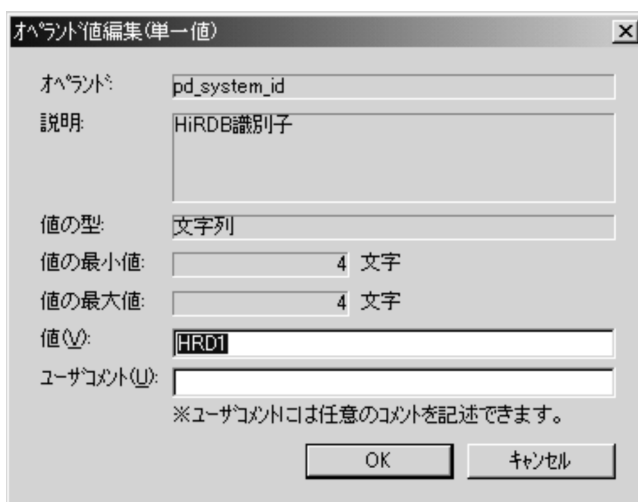 オペランド値編集(単一値)
オペランド: pd_system_id
説明: HiRDB識別子
値の型: 文字列
値の最小値: 4 文字
値の最大値: 4 文字
値(V): HRD1
ユーザコメント(U):
※ユーザコメントには任意のコメントを記述できます。
OK キャンセル